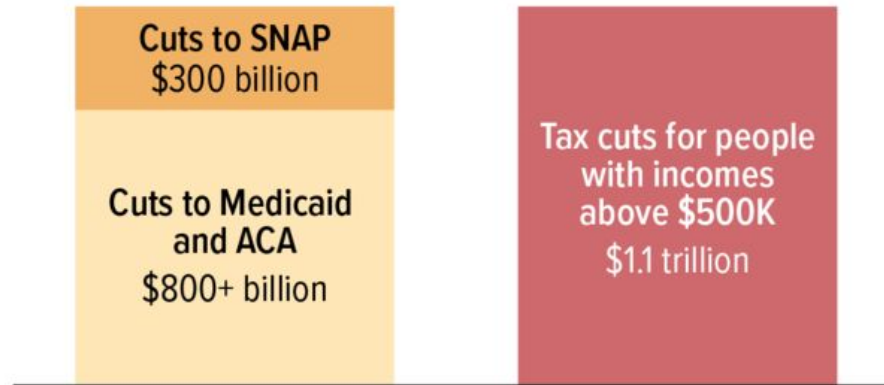 Cuts to SNAP
$300 billion
Cuts to Medicaid
and ACA
$800+ billion
Tax cuts for people
with incomes
above $500K
$1.1 trillion